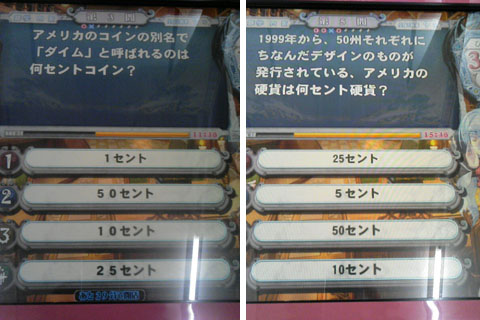 アメリカのコインの別名で
「ダイム」と呼ばれるのは
何セントコイン？
1
1セント
2
50セント
3
10セント
25セント
1999年から、50州それぞれに
ちなんだデザインのものが
発行されている、アメリカの
硬貨は何セント硬貨？
3
25セント
5セント
50セント
10セント